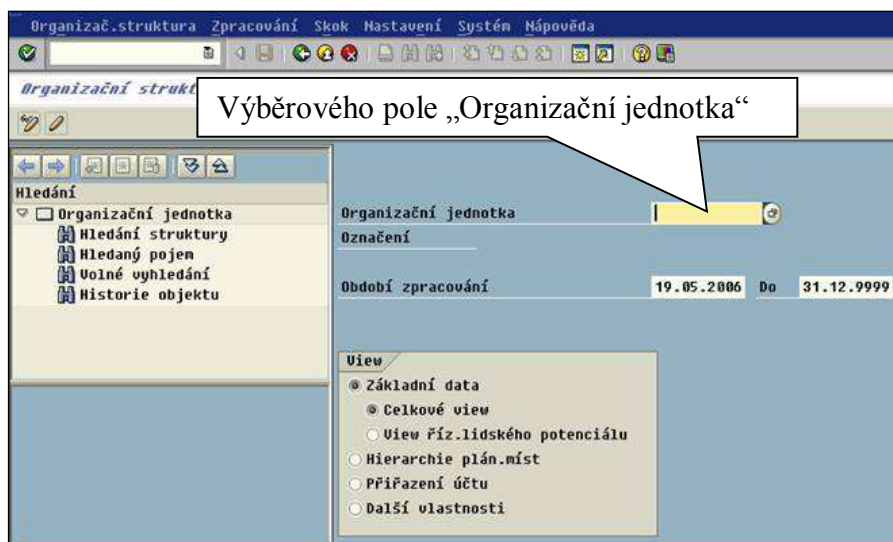 Organizač.struktura Zpracování Skok Nastavení Systém Nápověda
Organizační strukt
Výběrového pole „Organizační jednotka“
Hledání
Organizační jednotka
Hledání struktury
Hledaný pojem
Volné vyhledání
Historie objektu
Organizační jednotka
Označení
Období zpracování 19.05.2006 Do 31.12.9999
View
Základní data
Celkové view
View říz.lidského potenciálu
Hierarchie plán.míst
Přiřazení účtu
Další vlastnosti